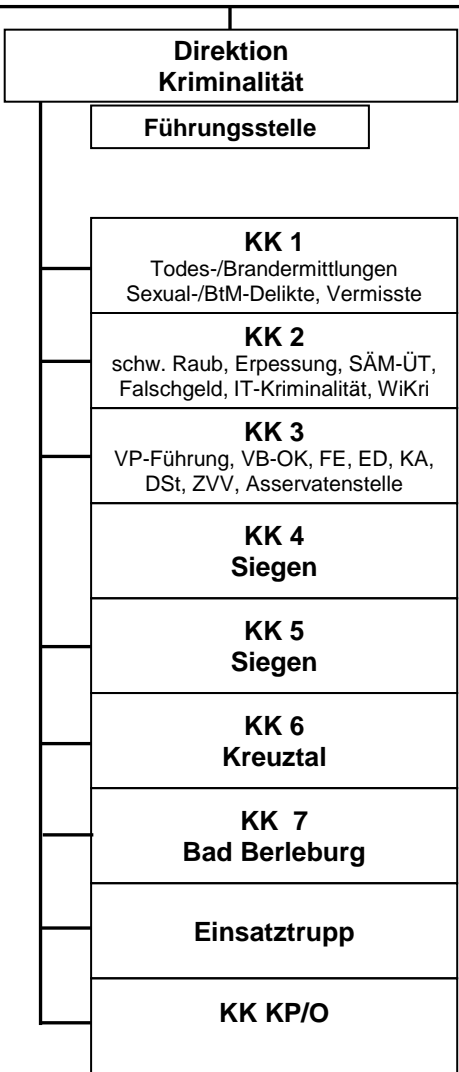 Direktion
Kriminalität
Führungsstelle
KK 1
Todes-/Brandermittlungen
Sexual-/BtM-Delikte, Vermisste
KK 2
schw. Raub, Erpessung, SÄM-ÜT,
Falschgeld, IT-Kriminalität, WiKri
KK 3
VP-Führung, VB-OK, FE, ED, KA,
DSt, ZVV, Asservatenstelle
KK 4
Siegen
KK 5
Siegen
KK 6
Kreuztal
KK 7
Bad Berleburg
Einsatztrupp
KK KP/O